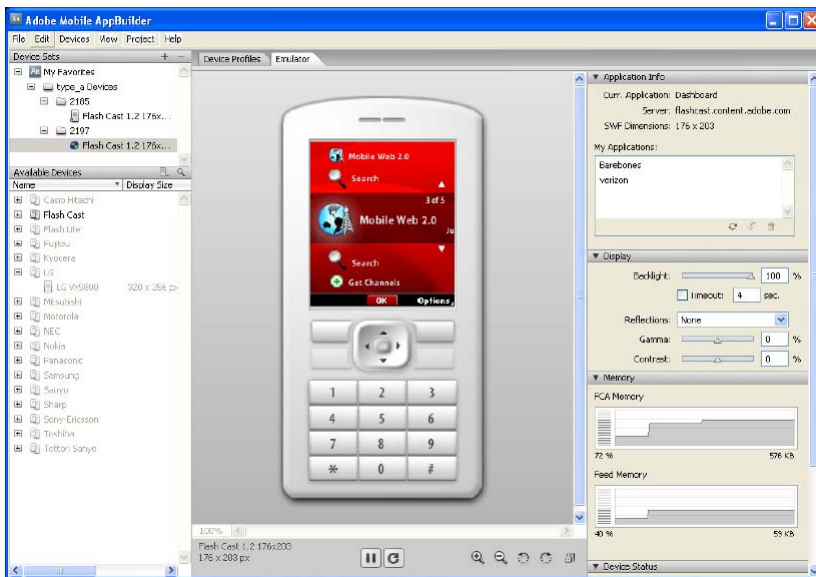 Adobe Mobile AppBuilder
File Edit Devices View Project Help
Device Sets
My Favorites
type_a Devices
2185
Flash Cast 1.2 176x...
2197
Flash Cast 1.2 176x...
Available Devices
Name Display Size
Casio Hitachi
Flash Cast
Flash Lite
Fujitsu
Kyocera
LG
LG VX9800 320 x 256 px
Mitsubishi
Motorola
NEC
Nokia
Panasonic
Samsung
Sanyo
Sharp
Sony-Ericsson
Toshiba
Tottori Sanyo
Device Profiles Emulator
Mobile Web 2.0
Search
3 of 5
Mobile Web 2.0
Ju
Search
Get Channels
OK Options
1 2 3
4 5 6
7 8 9
* 0 #
100%
Flash Cast 1.2 176x203
176 x 203 px
Application Info
Curr. Application: Dashboard
Server: flashcast.content.adobe.com
SWF Dimensions: 176 x 203
My Applications:
Barebones
verizon
Display
Backlight: 100 %
Timeout: 4 sec.
Reflections: None
Gamma: 0 %
Contrast: 0 %
Memory
FCA Memory
72 % 576 KB
Feed Memory
40 % 59 KB
Device Status